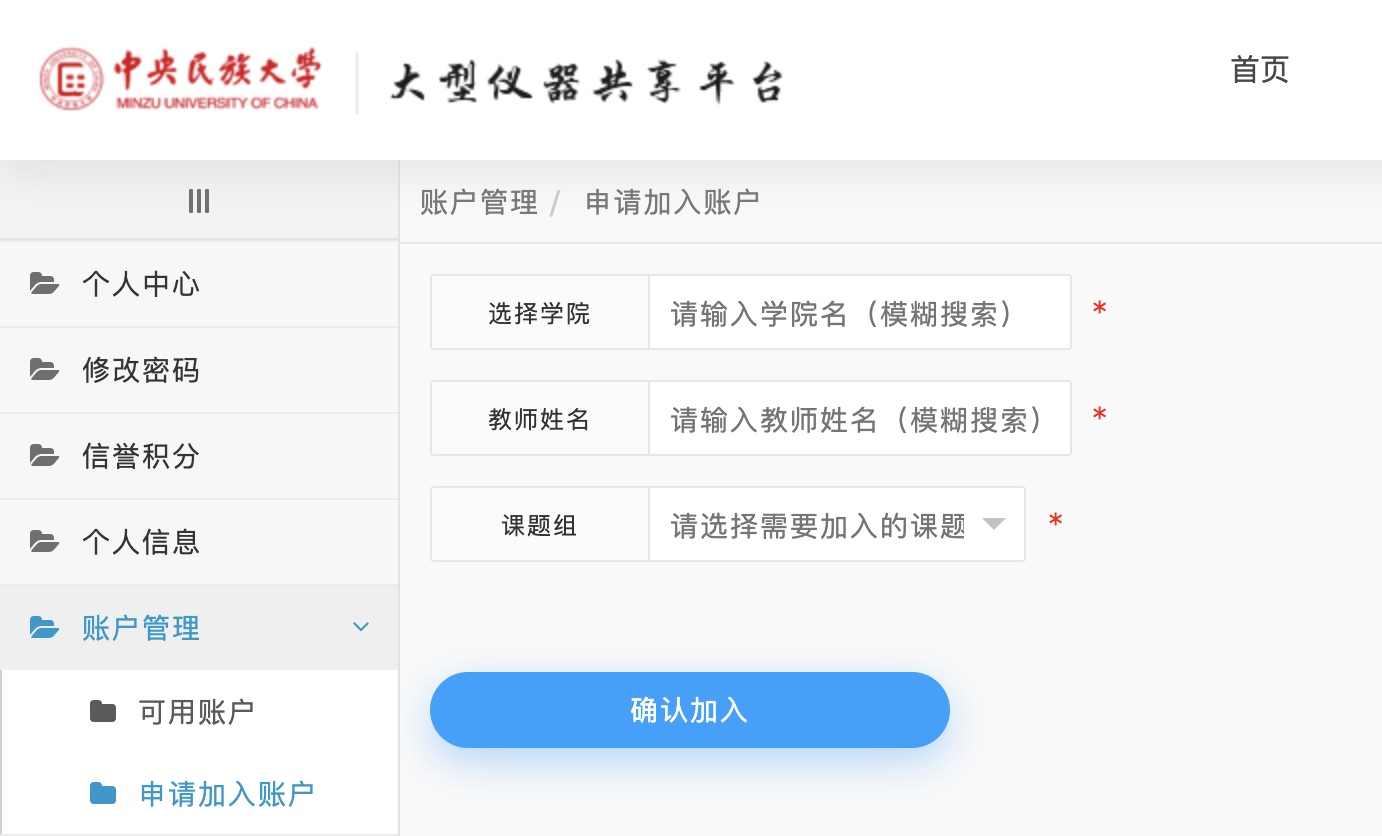 中央民族大学
MINZU UNIVERSITY OF CHINA
大型仪器共享平台
首页
账户管理 / 申请加入账户
个人中心
修改密码
信誉积分
个人信息
账户管理
可用账户
申请加入账户
选择学院 请输入学院名（模糊搜索） *
教师姓名 请输入教师姓名（模糊搜索） *
课题组 请选择需要加入的课题 *
确认加入